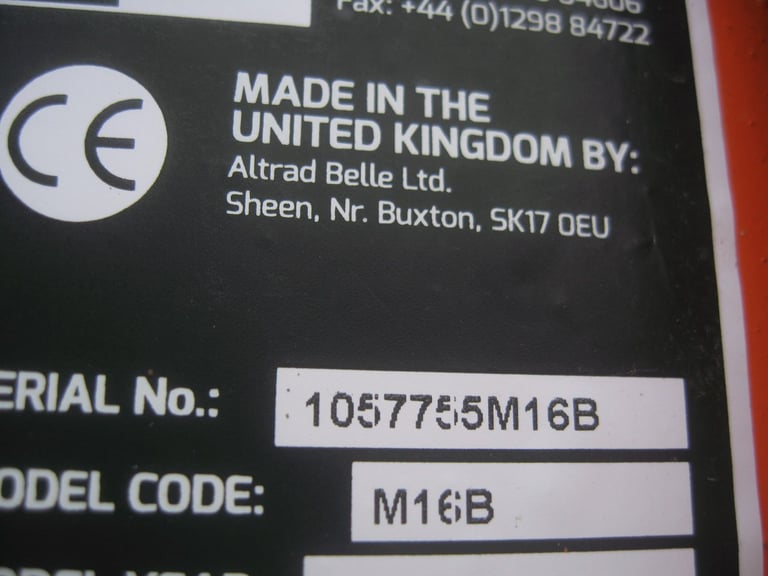 Fax: +44 (0)1298 84722
CE
MADE IN THE
UNITED KINGDOM BY:
Altrad Belle Ltd.
Sheen, Nr. Buxton, SK17 0EU
ERIAL No.: 1057755M16B
ODEL CODE: M16B